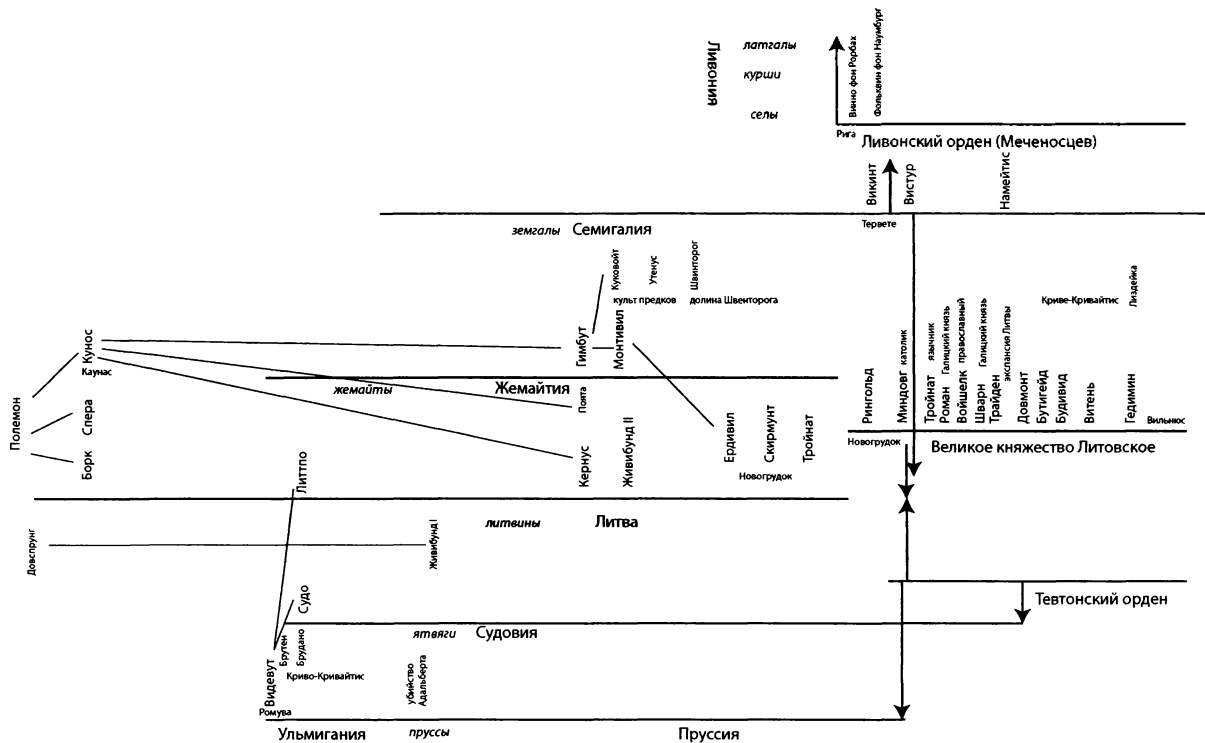 Ливония
латгалы
курши
селы
Винно фон Рорбах
Фольквин фон Наумбург
Рига
Ливонский орден (Меченосцев)
Викинт
Вистур
Намейтис
Тервете
земгалы
Семигалия
Куковойт
Утенус
Швинторог
культ предков
долина Швенторога
Криве-Кривайтис
Лиздейка
Гимбут
Монтивил
Кунос
Каунас
жемайты
Жемайтия
Полемон
Спера
Борк
Поята
Кернус
Живибунд II
Ердивил
Скирмунт
Тройнат
Новогрудок
Рингольд
Миндовг католик
Тройнат язычник
Роман Галицкий князь
Войшелк православный
Шварн Галицкий князь
Трайден экспансия Литвы
Довмонт
Бутигейд
Будивид
Витень
Гедимин
Вильнюс
Новогрудок
Великое княжество Литовское
Литпо
литвины
Литва
Довспрунг
Живибунд I
Тевтонский орден
Судо
ятвяги
Судовия
Видевут
Брутен
Брудано
Криво-Кривайтис
убийство
Адальберта
Ромува
Ульмигания
пруссы
Пруссия